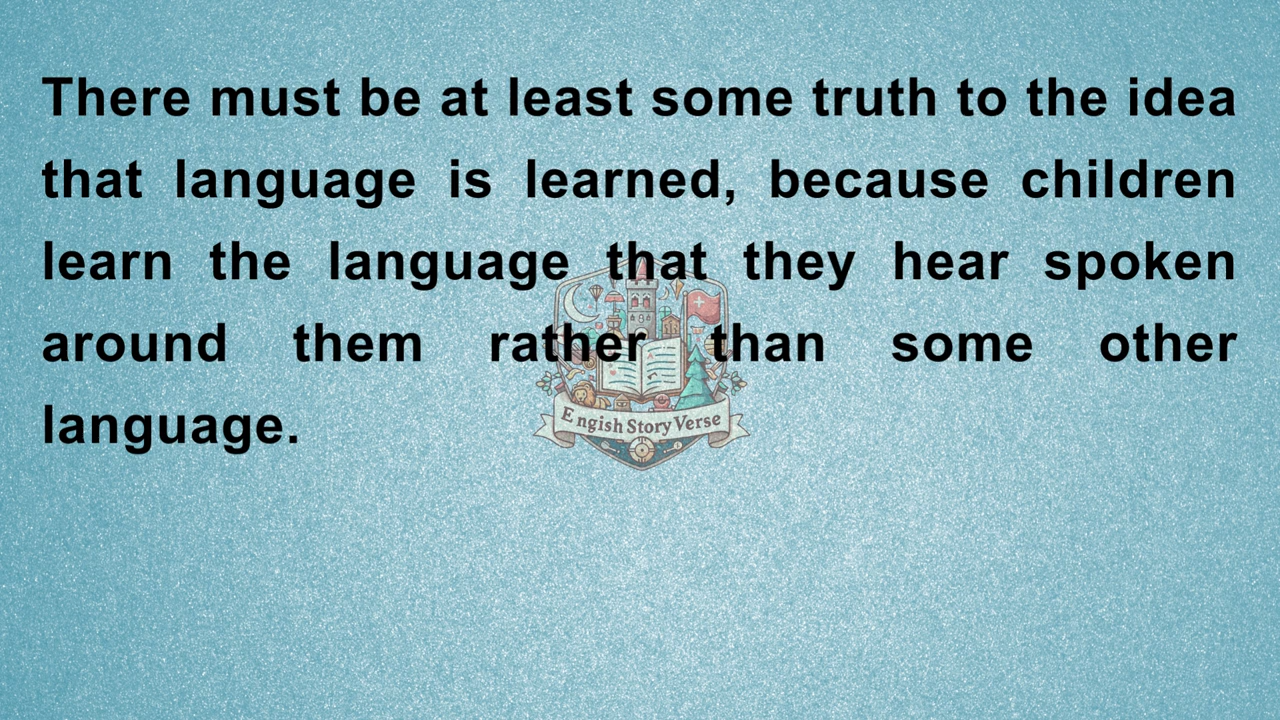 There must be at least some truth to the idea
that language is learned, because children
learn the language that they hear spoken
around them rather than some other
language.
Engish Story Verse